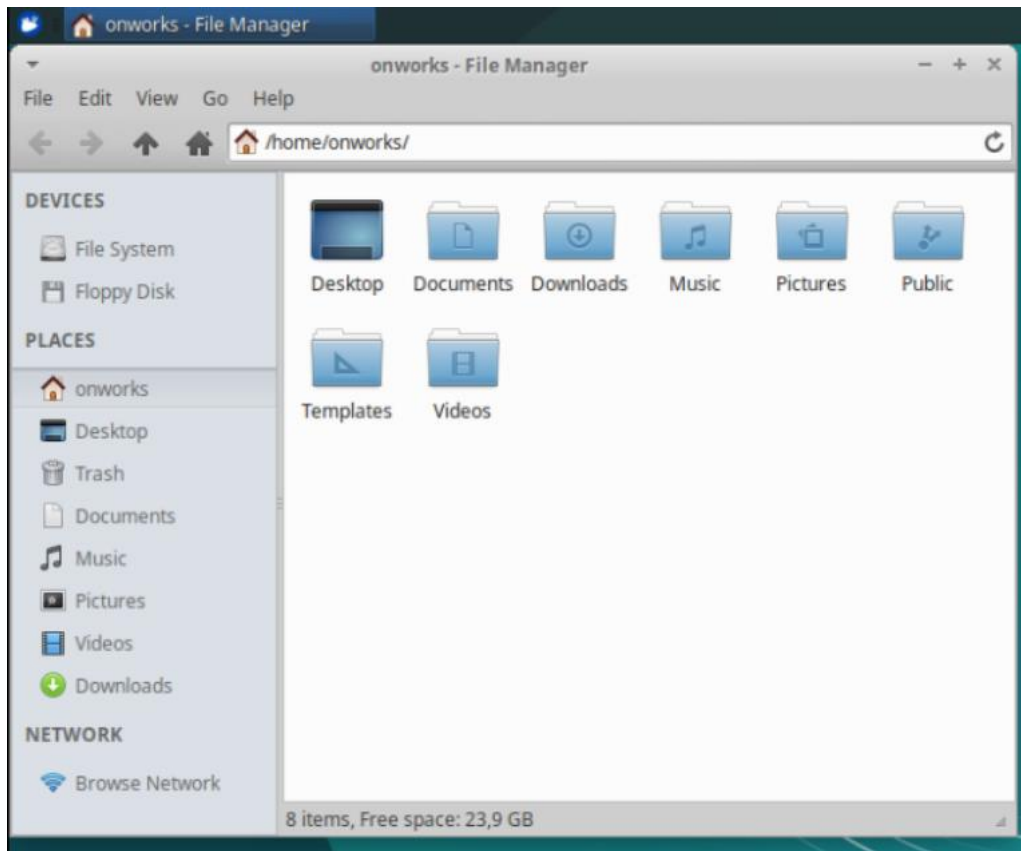 onworks - File Manager
onworks - File Manager
File Edit View Go Help
/home/onworks/
DEVICES
File System
Floppy Disk
PLACES
onworks
Desktop
Trash
Documents
Music
Pictures
Videos
Downloads
NETWORK
Browse Network
Desktop Documents Downloads Music Pictures Public
Templates Videos
8 items, Free space: 23,9 GB